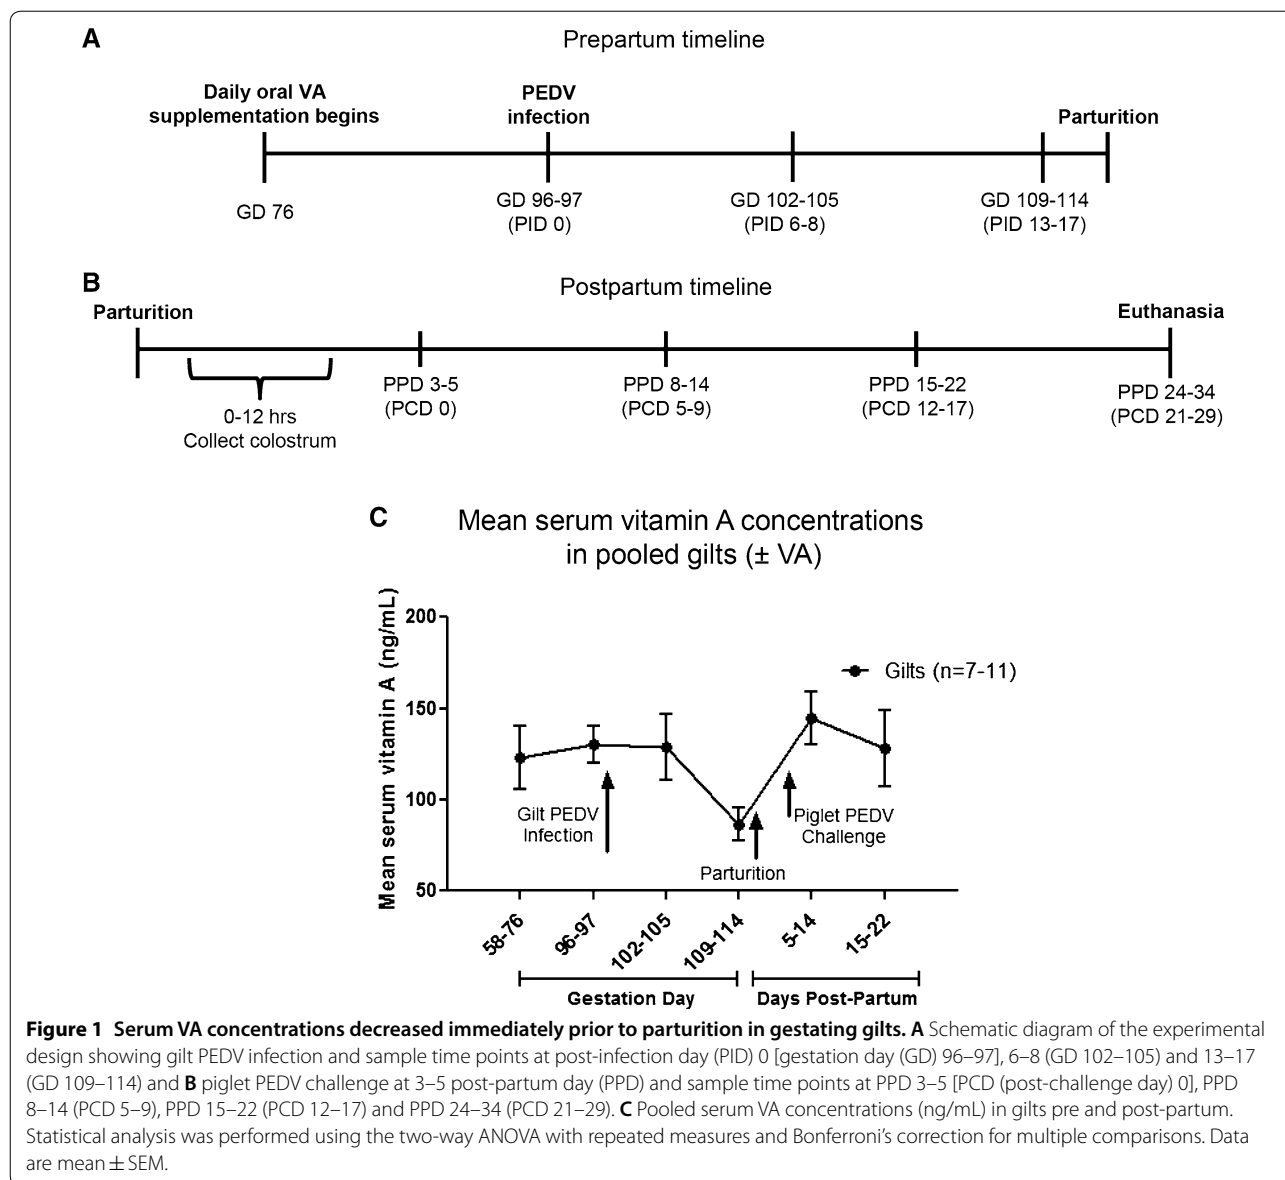 A
Prepartum timeline
Daily oral VA
supplementation begins
PEDV
infection
Parturition
GD 76
GD 96-97
(PID 0)
GD 102-105
(PID 6-8)
GD 109-114
(PID 13-17)
B
Postpartum timeline
Parturition
Euthanasia
0-12 hrs
Collect colostrum
PPD 3-5
(PCD 0)
PPD 8-14
(PCD 5-9)
PPD 15-22
(PCD 12-17)
PPD 24-34
(PCD 21-29)
C
Mean serum vitamin A concentrations
in pooled gilts (± VA)
Mean serum vitamin A (ng/mL)
200
150
100
50
Gilts (n=7-11)
Gilt PEDV
Infection
Parturition
Piglet PEDV
Challenge
58-76
96-97
102-105
109-114
5-14
15-22
Gestation Day
Days Post-Partum
Figure 1 Serum VA concentrations decreased immediately prior to parturition in gestating gilts. A Schematic diagram of the experimental
design showing gilt PEDV infection and sample time points at post-infection day (PID) 0 [gestation day (GD) 96–97], 6–8 (GD 102–105) and 13–17
(GD 109–114) and B piglet PEDV challenge at 3–5 post-partum day (PPD) and sample time points at PPD 3–5 [PCD (post-challenge day) 0], PPD
8–14 (PCD 5–9), PPD 15–22 (PCD 12–17) and PPD 24–34 (PCD 21–29). C Pooled serum VA concentrations (ng/mL) in gilts pre and post-partum.
Statistical analysis was performed using the two-way ANOVA with repeated measures and Bonferroni’s correction for multiple comparisons. Data
are mean ± SEM.